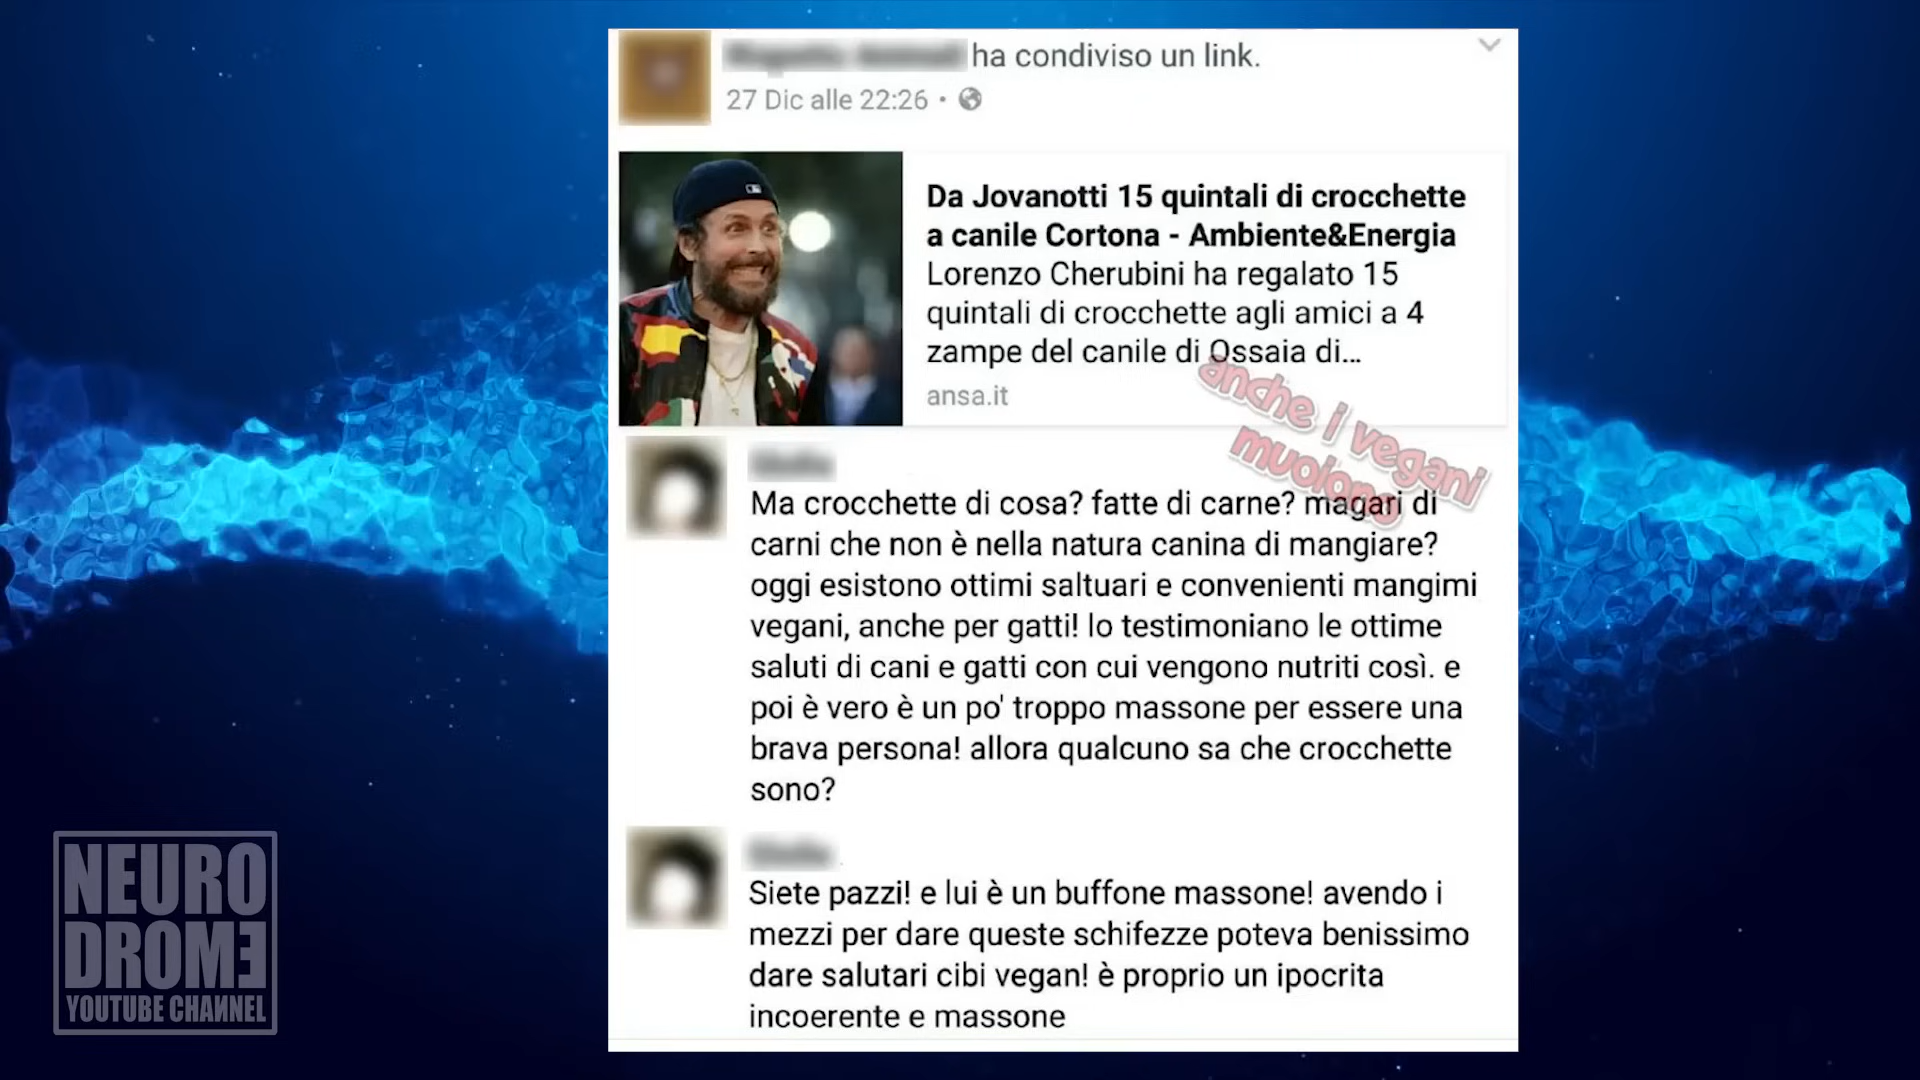 ha condiviso un link.
27 Dic alle 22:26
Da Jovanotti 15 quintali di crocchette
a canile Cortona - Ambiente&Energia
Lorenzo Cherubini ha regalato 15
quintali di crocchette agli amici a 4
zampe del canile di Ossaia di...
ansa.it
anche i vegani
muoiono
Ma crocchette di cosa? fatte di carne? magari di
carni che non è nella natura canina di mangiare?
oggi esistono ottimi saltuari e convenienti mangimi
vegani, anche per gatti! lo testimoniano le ottime
saluti di cani e gatti con cui vengono nutriti così. e
poi è vero è un po' troppo massone per essere una
brava persona! allora qualcuno sa che crocchette
sono?
Siete pazzi! e lui è un buffone massone! avendo i
mezzi per dare queste schifezze poteva benissimo
dare salutari cibi vegan! è proprio un ipocrita
incoerente e massone
NEURO
DROME
YOUTUBE CHANNEL